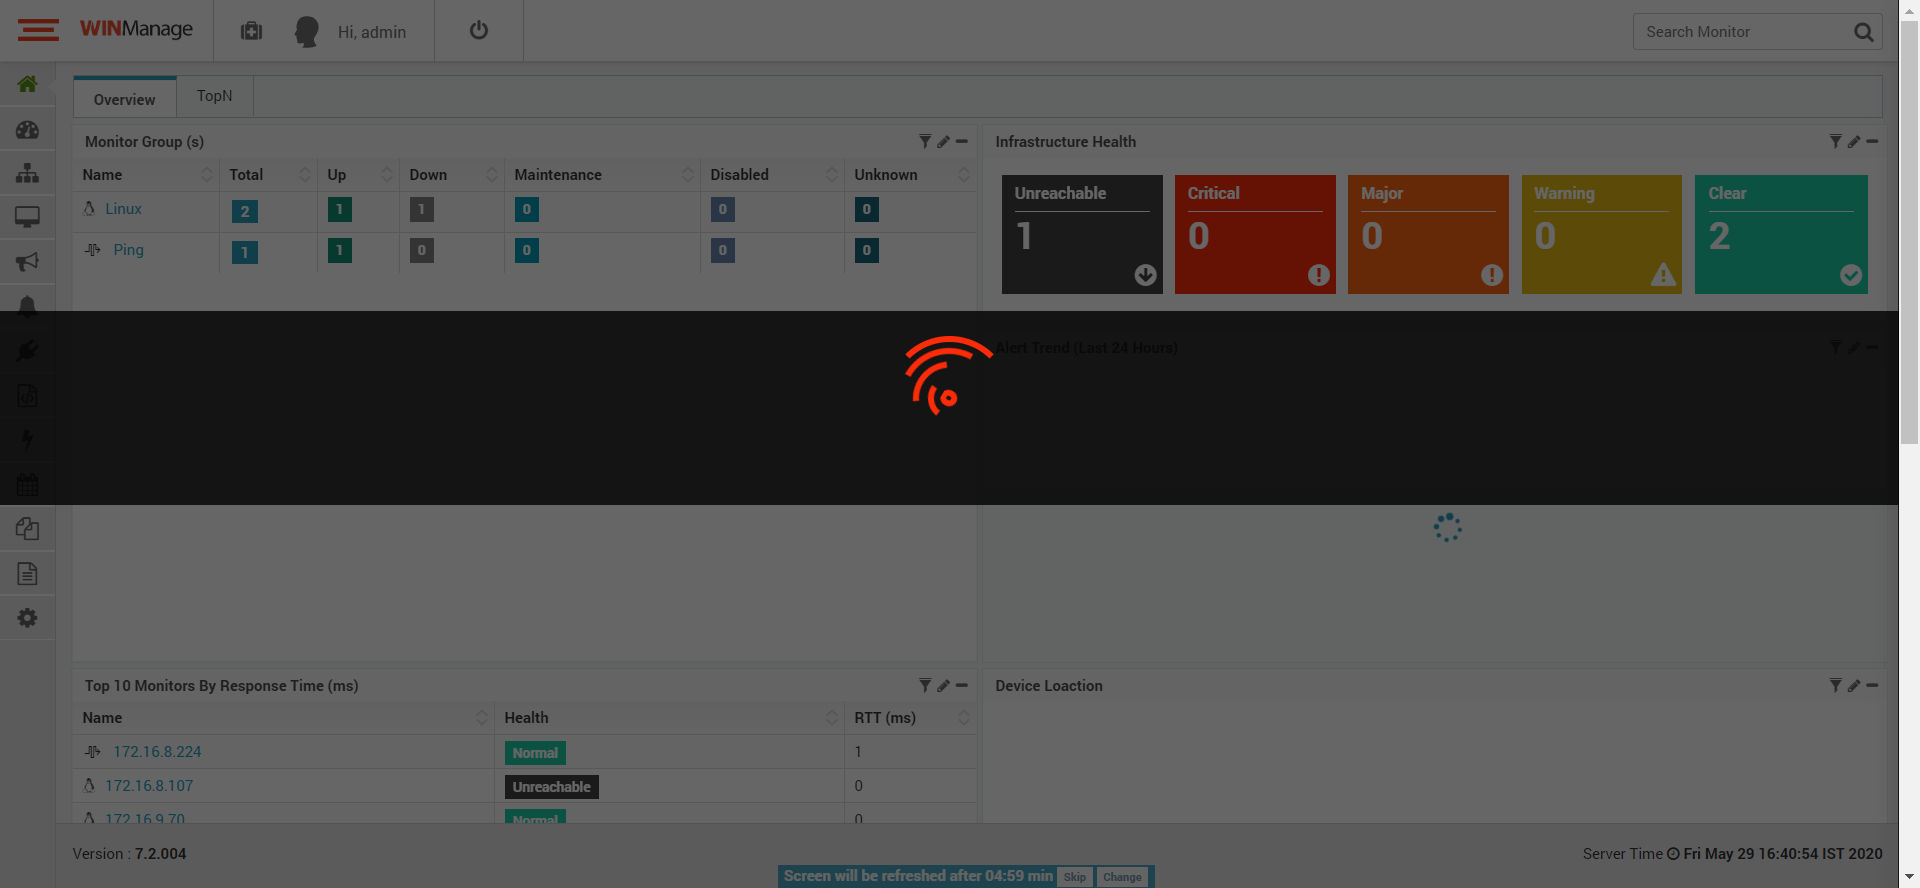 WINManage
Hi, admin
Search Monitor
Overview
TopN
Monitor Group (s)
Name Total Up Down Maintenance Disabled Unknown
Linux 2 1 1 0 0 0
Ping 1 1 0 0 0 0
Infrastructure Health
Unreachable Critical Major Warning Clear
1 0 0 0 2
Alert Trend (Last 24 Hours)
Top 10 Monitors By Response Time (ms)
Name Health RTT (ms)
172.16.8.224 Normal 1
172.16.8.107 Unreachable 0
172.16.9.70 Normal 0
Device Loaction
Version : 7.2.004
Server Time Fri May 29 16:40:54 IST 2020
Screen will be refreshed after 04:59 min Skip Change